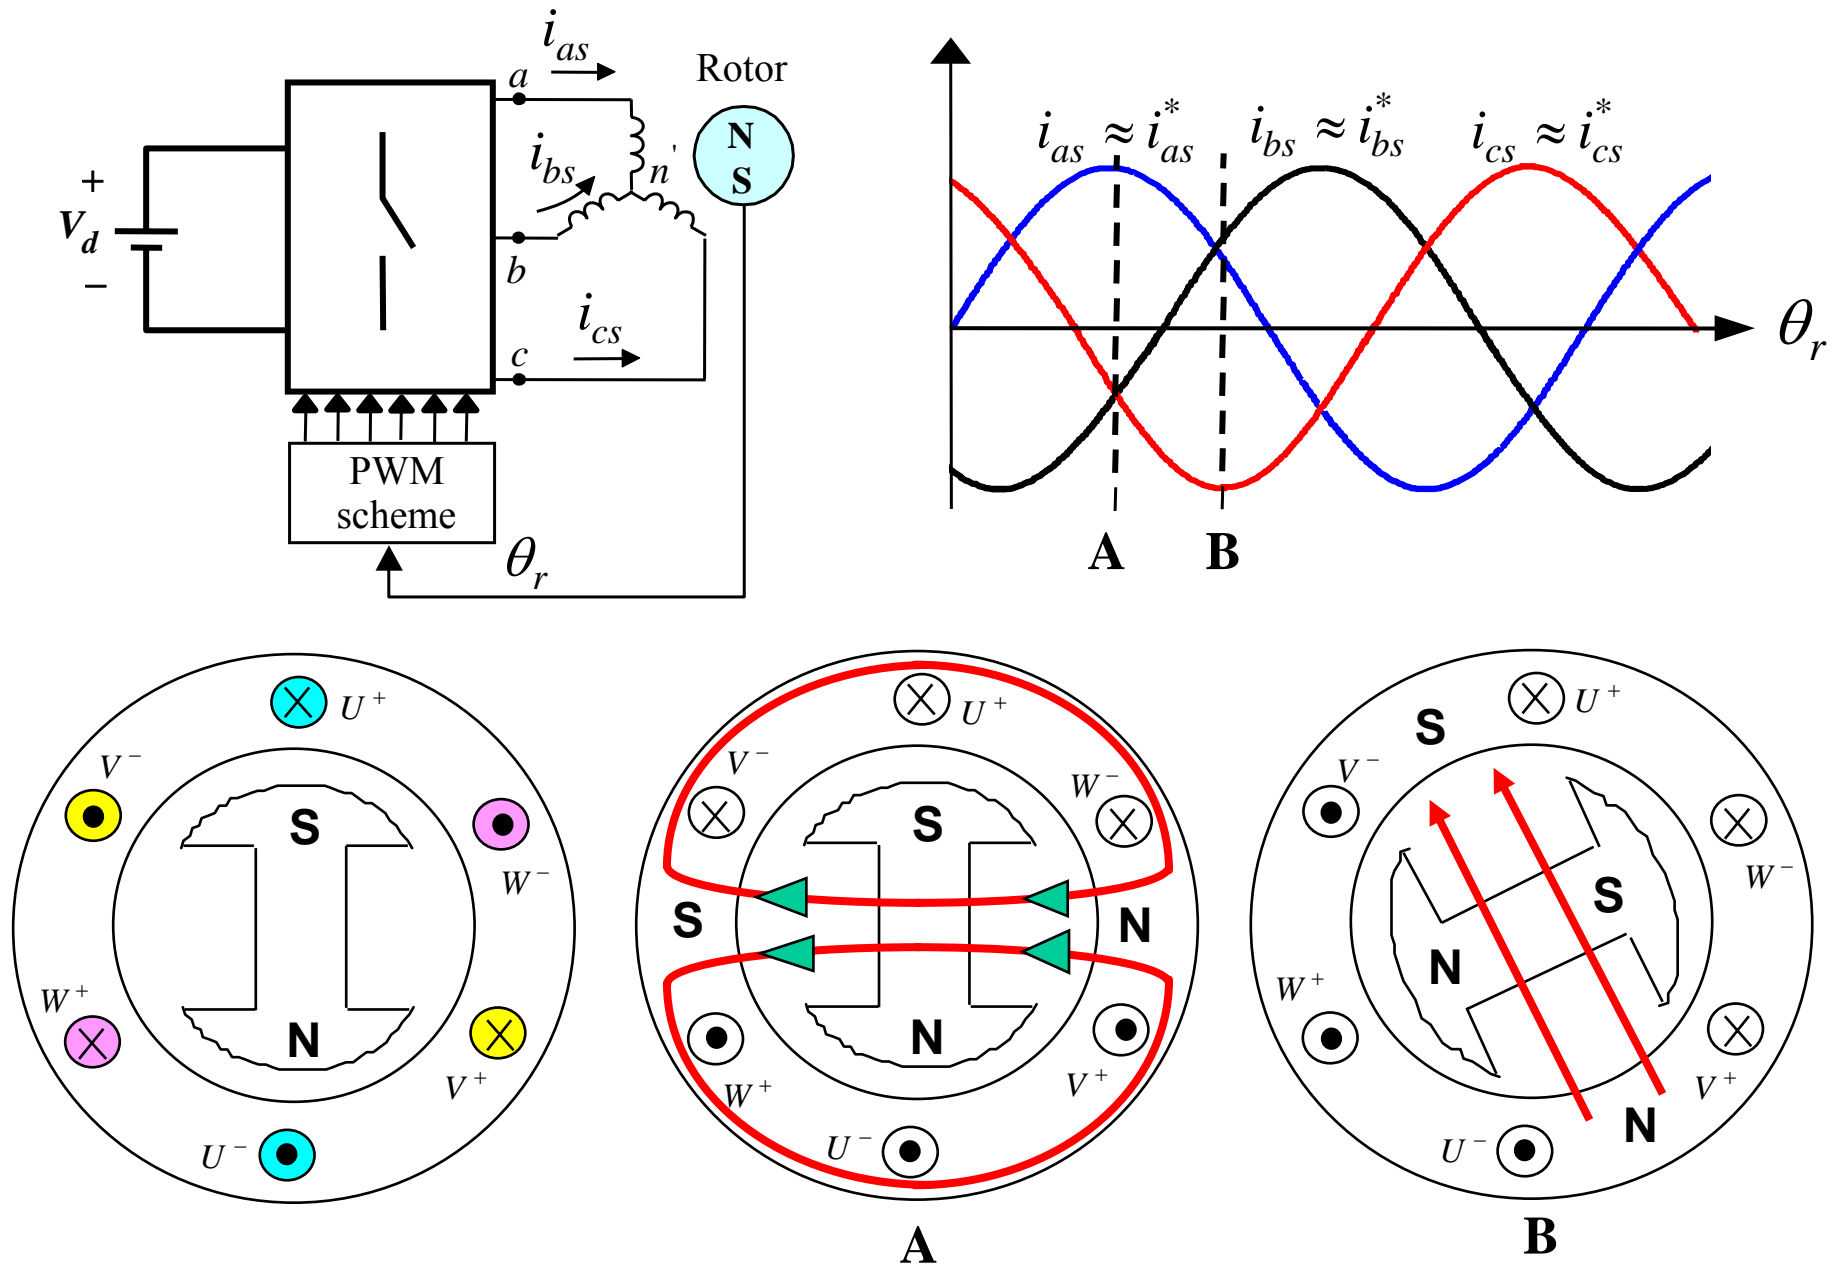 i_as
a
Rotor
N
S
i_bs
n'
+
V_d
−
b
i_cs
c
PWM
scheme
θ_r
i_as ≈ i*_as
i_bs ≈ i*_bs
i_cs ≈ i*_cs
θ_r
A
B
U⁺
V⁻
S
W⁻
W⁺
N
V⁺
U⁻
U⁺
V⁻
W⁻
S
S
N
N
W⁺
V⁺
U⁻
A
U⁺
S
V⁻
W⁻
S
N
W⁺
V⁺
N
U⁻
B